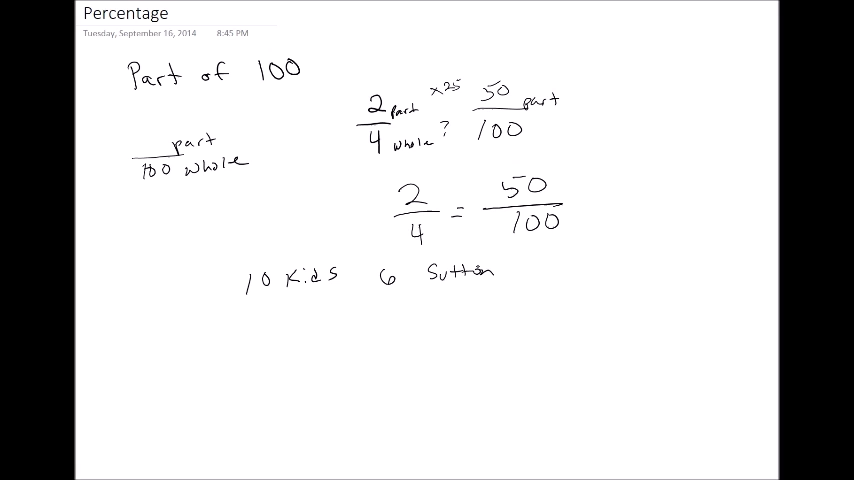 Percentage
Tuesday, September 16, 2014 8:45 PM
Part of 100
2 part x25 50 part
4 whole ? 100
part
100 whole
2 = 50
4 100
10 Kids 6 Sutton